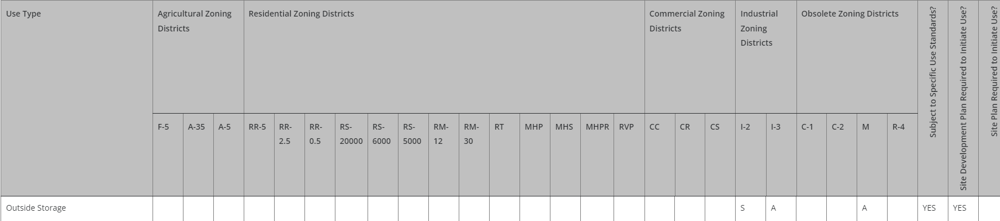 Use Type
Agricultural Zoning
Districts
Residential Zoning Districts
Commercial Zoning
Districts
Industrial
Zoning
Districts
Obsolete Zoning Districts
Subject to Specific Use Standards?
Site Development Plan Required to Initiate Use?
Site Plan Required to Initiate Use?
F-5
A-35
A-5
RR-5
RR-
2.5
RR-
0.5
RS-
20000
RS-
6000
RS-
5000
RM-
12
RM-
30
RT
MHP
MHS
MHPR
RVP
CC
CR
CS
I-2
I-3
C-1
C-2
M
R-4
Outside Storage
S
A
A
YES
YES